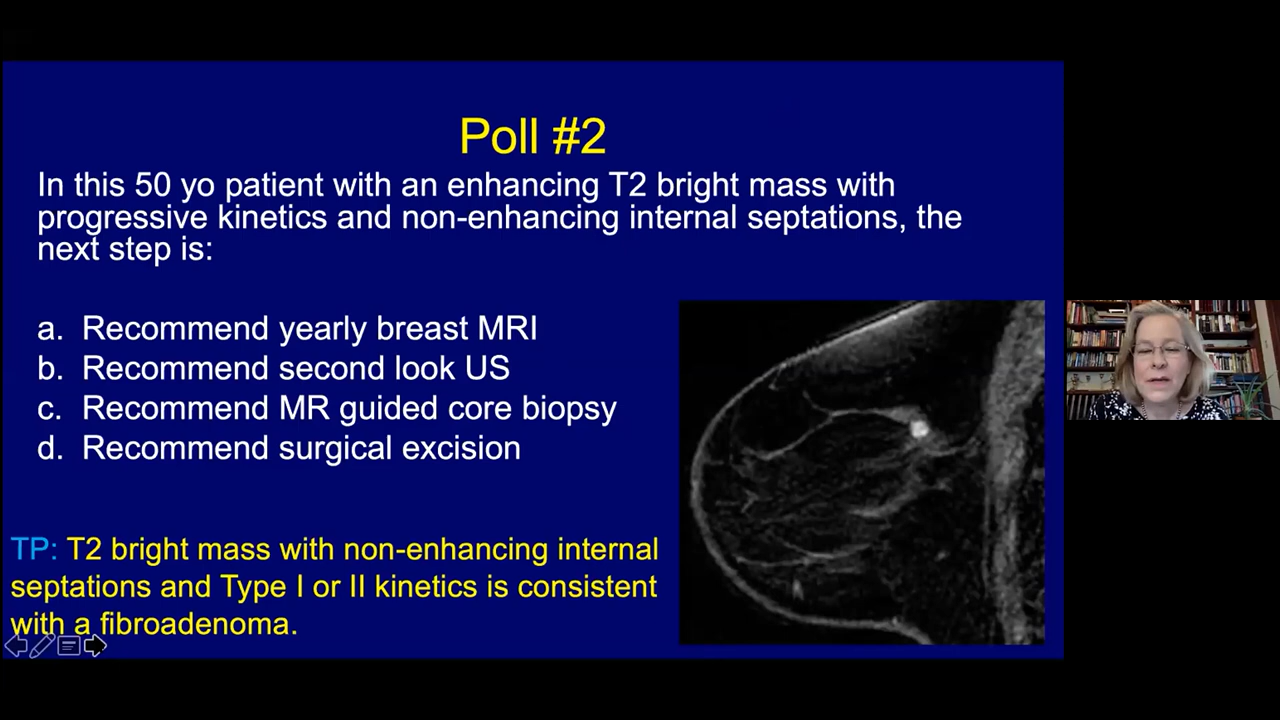 Poll #2
In this 50 yo patient with an enhancing T2 bright mass with
progressive kinetics and non-enhancing internal septations, the
next step is:
a. Recommend yearly breast MRI
b. Recommend second look US
c. Recommend MR guided core biopsy
d. Recommend surgical excision
TP: T2 bright mass with non-enhancing internal
septations and Type I or II kinetics is consistent
with a fibroadenoma.